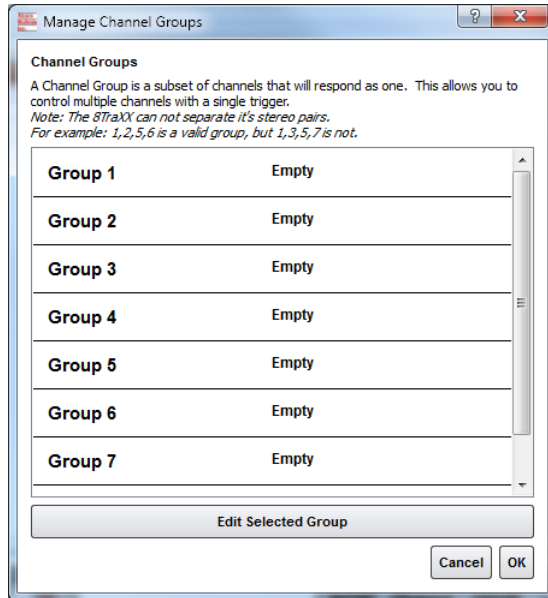 Manage Channel Groups
?
X
Channel Groups
A Channel Group is a subset of channels that will respond as one. This allows you to
control multiple channels with a single trigger.
Note: The 8TraXX can not separate it's stereo pairs.
For example: 1,2,5,6 is a valid group, but 1,3,5,7 is not.
Group 1 Empty
Group 2 Empty
Group 3 Empty
Group 4 Empty
Group 5 Empty
Group 6 Empty
Group 7 Empty
Edit Selected Group
Cancel OK